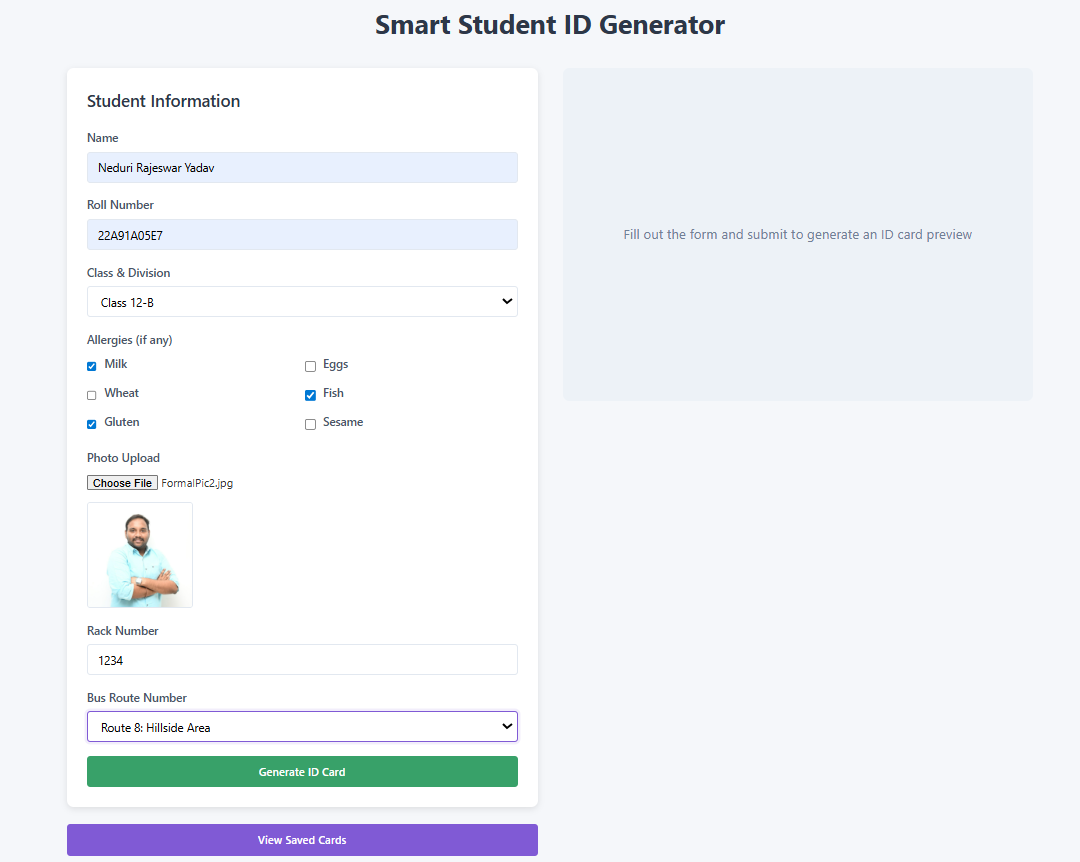 Smart Student ID Generator
Student Information
Name
Neduri Rajeswar Yadav
Roll Number
22A91A05E7
Class & Division
Class 12-B
Allergies (if any)
Milk
Eggs
Wheat
Fish
Gluten
Sesame
Photo Upload
Choose File FormalPic2.jpg
Rack Number
1234
Bus Route Number
Route 8: Hillside Area
Generate ID Card
View Saved Cards
Fill out the form and submit to generate an ID card preview